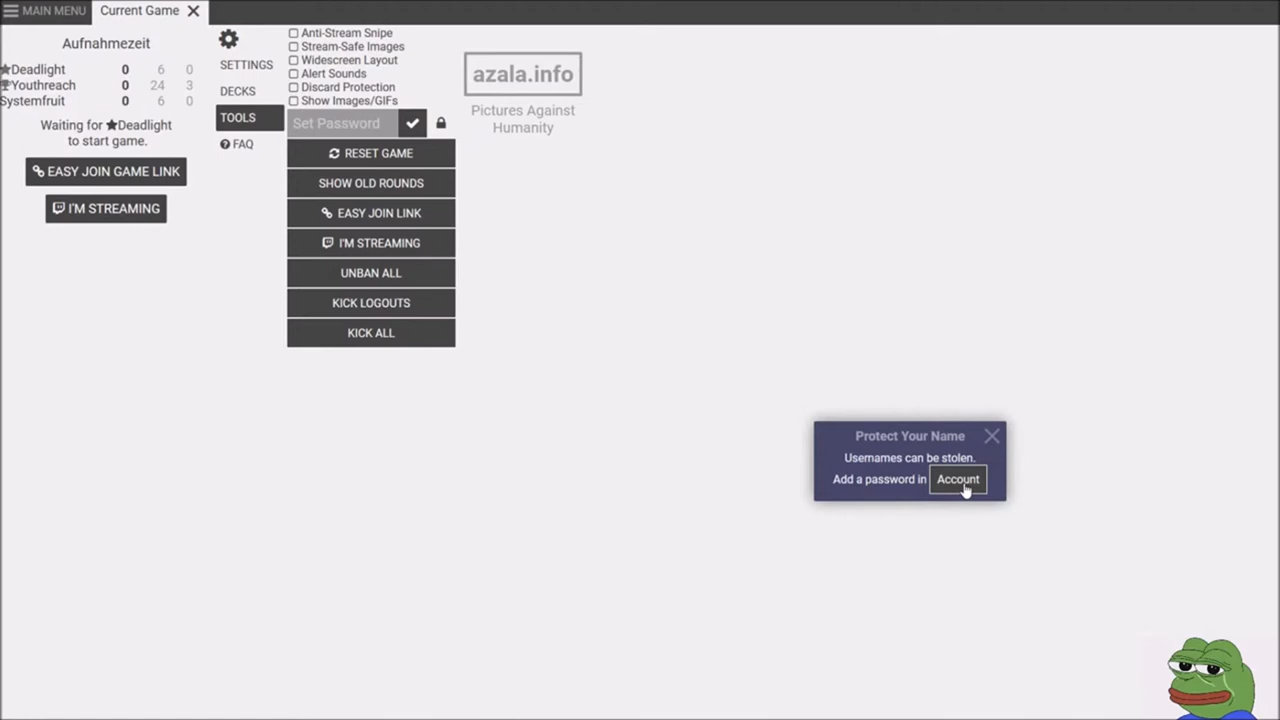 MAIN MENU
Current Game
Aufnahmezeit
Deadlight 0 6 0
Youthreach 0 24 3
Systemfruit 0 6 0
Waiting for ★Deadlight
to start game.
EASY JOIN GAME LINK
I'M STREAMING
SETTINGS
DECKS
TOOLS
FAQ
Anti-Stream Snipe
Stream-Safe Images
Widescreen Layout
Alert Sounds
Discard Protection
Show Images/GIFs
Set Password
RESET GAME
SHOW OLD ROUNDS
EASY JOIN LINK
I'M STREAMING
UNBAN ALL
KICK LOGOUTS
KICK ALL
azala.info
Pictures Against
Humanity
Protect Your Name
Usernames can be stolen.
Add a password in Account